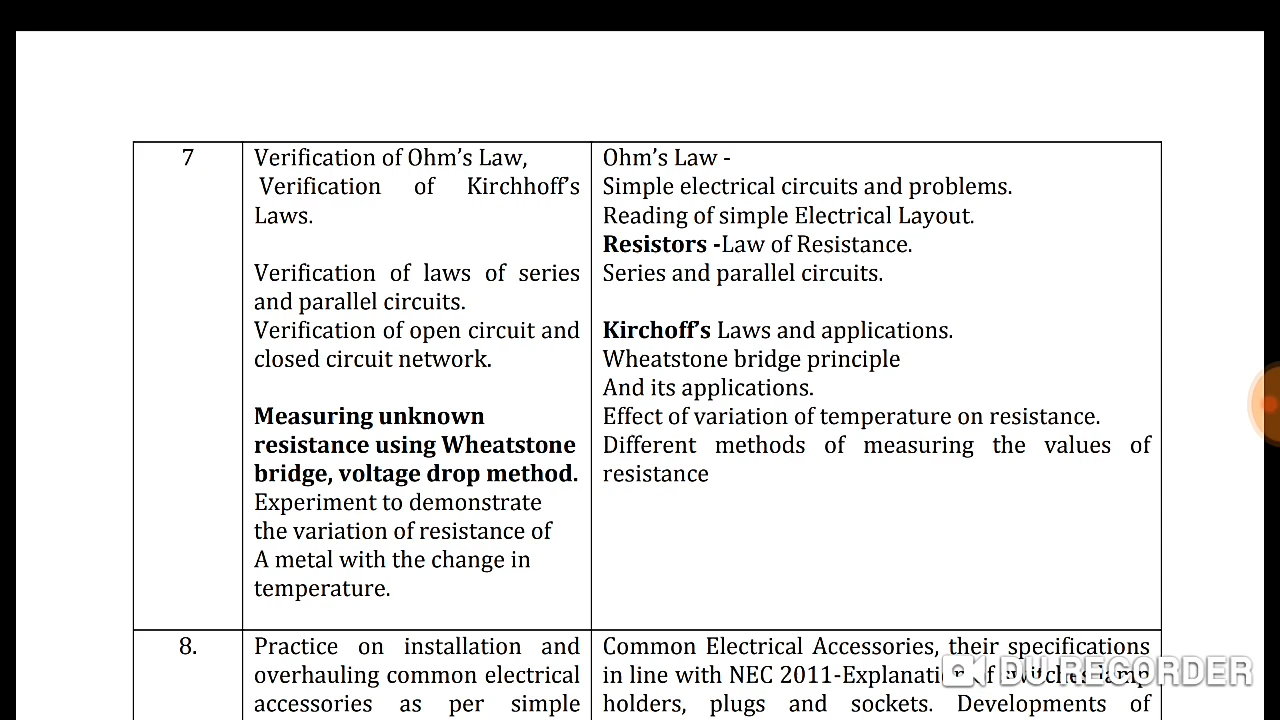 7
Verification of Ohm's Law,
Verification of Kirchhoff's
Laws.
Verification of laws of series
and parallel circuits.
Verification of open circuit and
closed circuit network.
Measuring unknown
resistance using Wheatstone
bridge, voltage drop method.
Experiment to demonstrate
the variation of resistance of
A metal with the change in
temperature.
Ohm's Law -
Simple electrical circuits and problems.
Reading of simple Electrical Layout.
Resistors -Law of Resistance.
Series and parallel circuits.
Kirchoff's Laws and applications.
Wheatstone bridge principle
And its applications.
Effect of variation of temperature on resistance.
Different methods of measuring the values of
resistance
8.
Practice on installation and
overhauling common electrical
accessories as per simple
Common Electrical Accessories, their specifications
in line with NEC 2011-Explanation of switches lamp
holders, plugs and sockets. Developments of
DU RECORDER